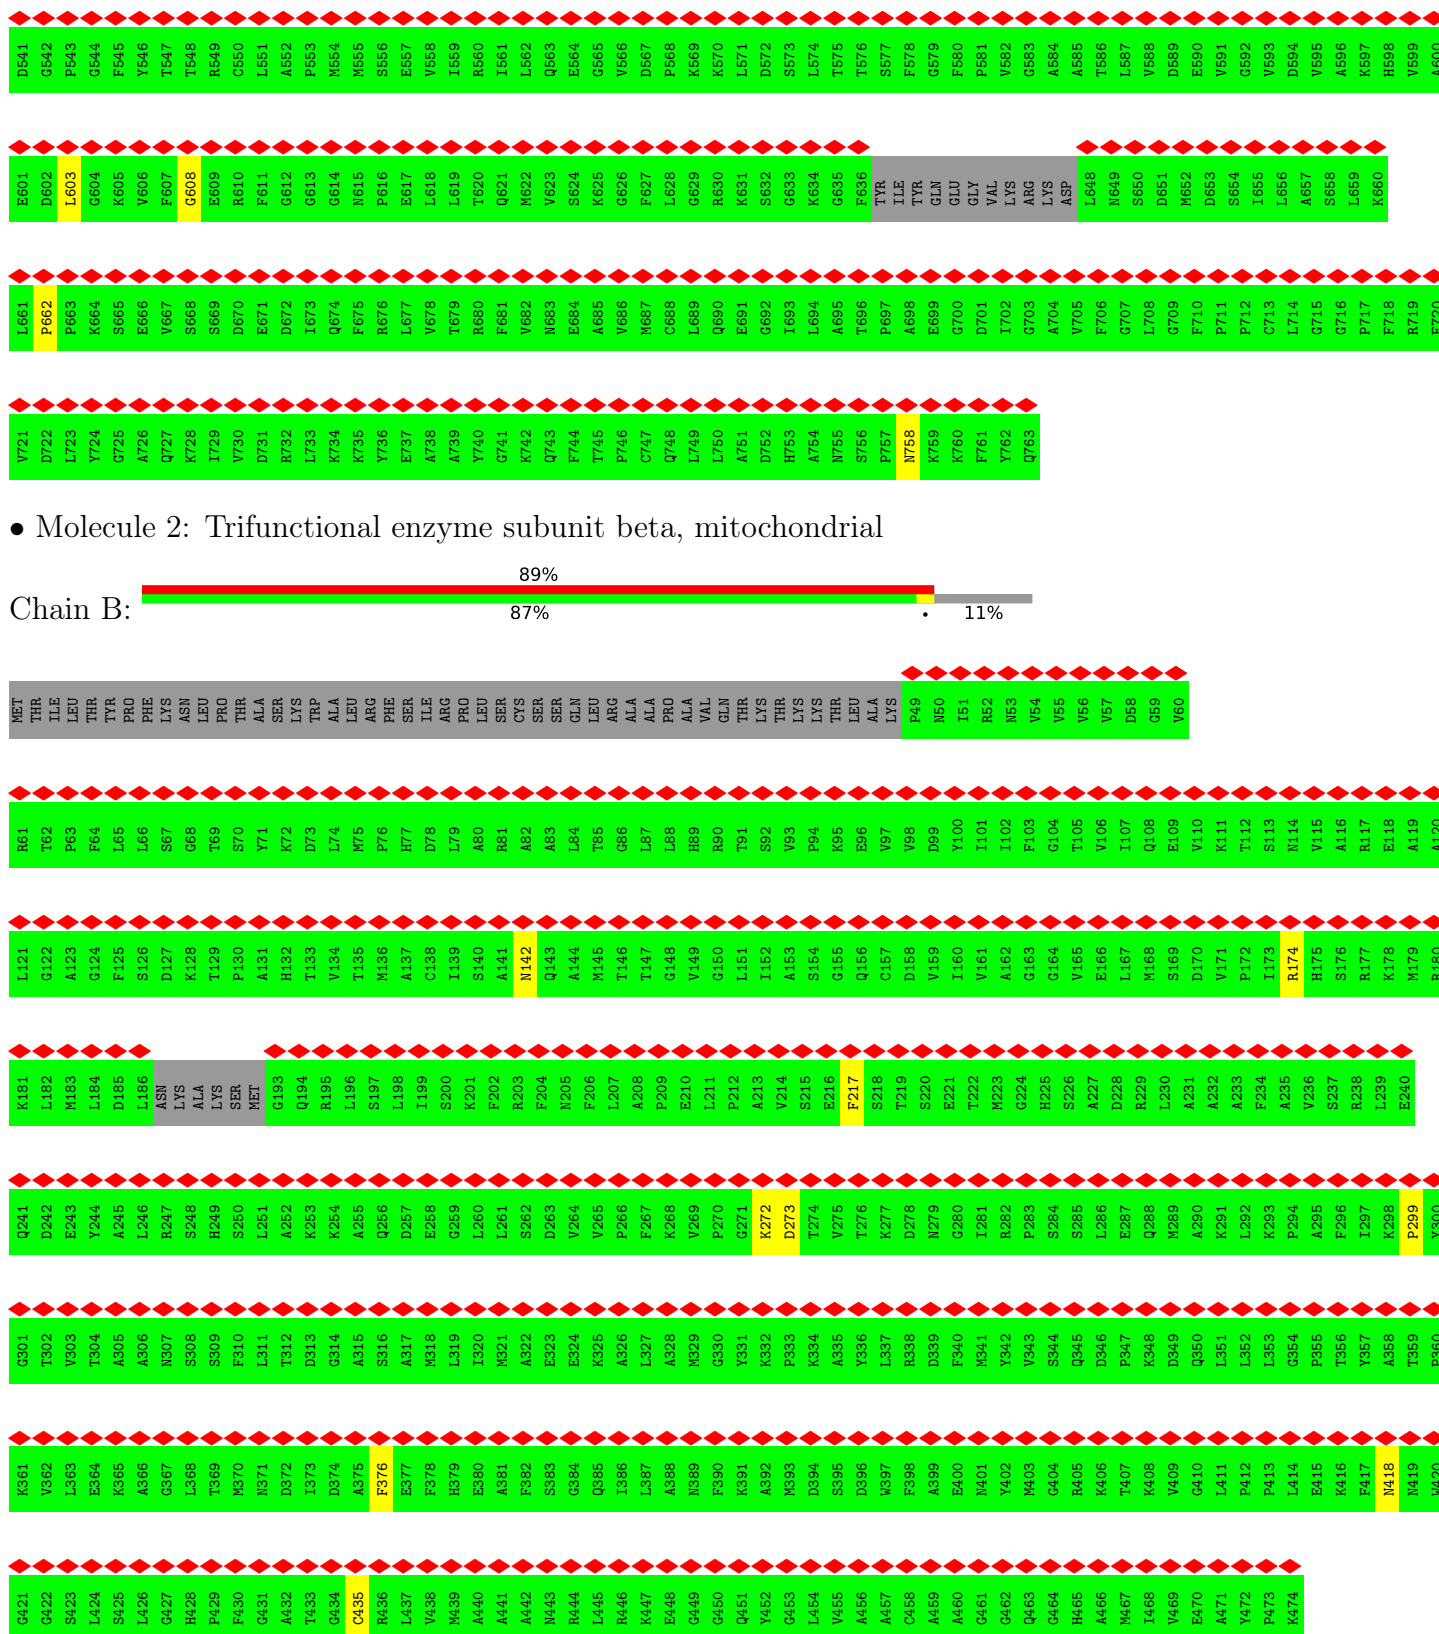 D541 G542 P543 G544 F545 Y546 T547 T548 R549 C550 L551 A552 P553 M554 M555 S556 E557 V558 I559 R560 I561 L562 Q563 E564 G565 V566 D567 P568 K569 K570 L571 D572 S573 L574 T575 T576 S577 F578 G579 F580 P581 V582 G583 A584 A585 T586 L587 V588 D589 E590 V591 G592 V593 D594 V595 A596 K597 H598 V599 A600
E601 D602 L603 G604 K605 V606 F607 G608 E609 R610 F611 G612 G613 G614 N615 P616 E617 L618 L619 T620 Q621 M622 V623 S624 K625 G626 F627 L628 G629 R630 K631 S632 G633 K634 G635 F636 TYR ILE TYR GLN GLU GLY VAL LYS ARG LYS ASP L648 N649 S650 D651 M652 D653 S654 I655 L656 A657 S658 L659 K660
L661 P662 P663 K664 S665 E666 V667 S668 S669 D670 E671 D672 I673 Q674 F675 R676 L677 V678 T679 R680 F681 V682 N683 E684 A685 V686 M687 C688 L689 Q690 E691 G692 I693 L694 A695 T696 P697 A698 E699 G700 D701 I702 G703 A704 V705 F706 G707 L708 G709 F710 P711 P712 C713 L714 G715 G716 P717 F718 R719 F720
V721 D722 L723 Y724 G725 A726 Q727 K728 I729 V730 D731 R732 L733 K734 K735 Y736 E737 A738 A739 Y740 G741 K742 Q743 F744 T745 P746 C747 Q748 L749 L750 A751 D752 H753 A754 N755 S756 P757 N758 K759 K760 F761 Y762 Q763
• Molecule 2: Trifunctional enzyme subunit beta, mitochondrial
89%
Chain B:
87% • 11%
MET THR ILE LEU THR TYR PRO PHE LYS ASN LEU PRO THR ALA SER LYS TRP ALA LEU ARG PHE SER ILE ARG PRO LEU SER CYS SER SER GLN LEU ARG ALA ALA PRO ALA VAL GLN THR LYS THR LYS LYS THR LEU ALA LYS P49 N50 I51 R52 N53 V54 V55 V56 V57 D58 G59 V60
R61 T62 P63 F64 L65 L66 S67 G68 T69 S70 Y71 K72 D73 L74 M75 P76 H77 D78 L79 A80 R81 A82 A83 L84 T85 G86 L87 L88 H89 R90 T91 S92 V93 P94 K95 E96 V97 V98 D99 Y100 I101 I102 F103 G104 T105 V106 I107 Q108 E109 V110 K111 T112 S113 N114 V115 A116 R117 E118 A119 A120
L121 G122 A123 G124 F125 S126 D127 K128 T129 P130 A131 H132 T133 V134 T135 M136 A137 C138 I139 S140 A141 N142 Q143 A144 M145 T146 T147 G148 V149 G150 L151 I152 A153 S154 G155 Q156 C157 D158 V159 I160 V161 A162 G163 G164 V165 E166 L167 M168 S169 D170 V171 P172 I173 R174 H175 S176 R177 K178 M179 R180
K181 L182 M183 L184 D185 L186 ASN LYS ALA LYS SER MET G193 Q194 R195 L196 S197 L198 I199 S200 K201 F202 R203 F204 N205 F206 L207 A208 P209 E210 L211 P212 A213 V214 S215 E216 F217 S218 T219 S220 E221 T222 M223 G224 H225 S226 A227 D228 R229 L230 A231 A232 A233 F234 A235 V236 S237 R238 L239 E240
Q241 D242 E243 Y244 A245 L246 R247 S248 H249 S250 L251 A252 K253 K254 A255 Q256 D257 E258 G259 L260 L261 S262 D263 V264 V265 P266 F267 K268 V269 P270 G271 K272 D273 T274 V275 T276 K277 D278 N279 G280 I281 R282 P283 S284 S285 L286 E287 Q288 M289 A290 K291 L292 K293 P294 A295 F296 I297 K298 P299 Y300
G301 T302 V303 T304 A305 A306 N307 S308 S309 F310 L311 T312 D313 G314 A315 S316 A317 M318 L319 I320 M321 A322 E323 E324 K325 A326 L327 A328 M329 G330 Y331 K332 P333 K334 A335 Y336 L337 R338 D339 F340 M341 Y342 V343 S344 Q345 D346 P347 K348 D349 Q350 L351 L352 L353 G354 P355 T356 Y357 A358 T359 P360
K361 V362 L363 E364 K365 A366 G367 L368 T369 M370 N371 D372 I373 D374 A375 F376 E377 F378 H379 E380 A381 F382 S383 G384 Q385 I386 L387 A388 N389 F390 K391 A392 M393 D394 S395 D396 W397 F398 A399 E400 N401 Y402 M403 G404 R405 K406 T407 K408 V409 G410 L411 P412 P413 L414 E415 K416 F417 N418 N419 W420
G421 G422 S423 L424 S425 L426 G427 H428 P429 F430 G431 A432 T433 G434 C435 R436 L437 V438 M439 A440 A441 A442 N443 R444 L445 R446 K447 E448 G449 G450 Q451 Y452 G453 L454 V455 A456 A457 C458 A459 A460 G461 G462 Q463 G464 H465 A466 M467 I468 V469 E470 A471 Y472 P473 K474